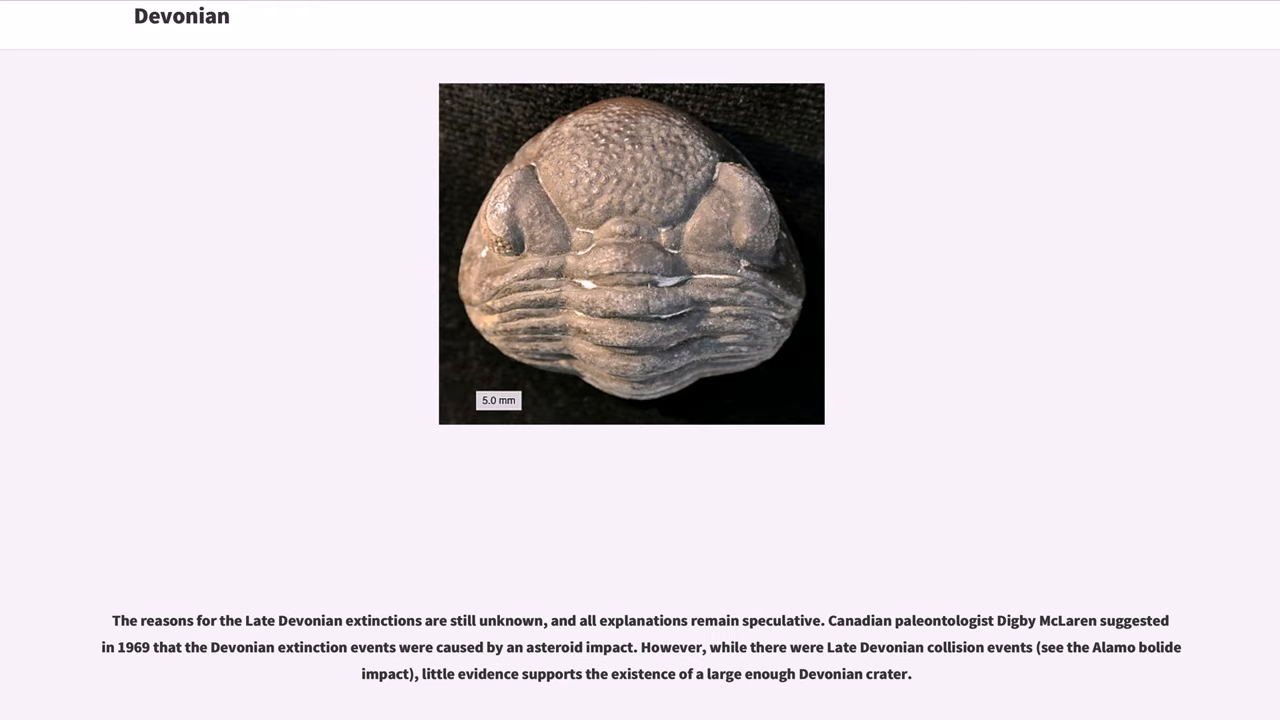 Devonian
5.0 mm
The reasons for the Late Devonian extinctions are still unknown, and all explanations remain speculative. Canadian paleontologist Digby McLaren suggested
in 1969 that the Devonian extinction events were caused by an asteroid impact. However, while there were Late Devonian collision events (see the Alamo bolide
impact), little evidence supports the existence of a large enough Devonian crater.